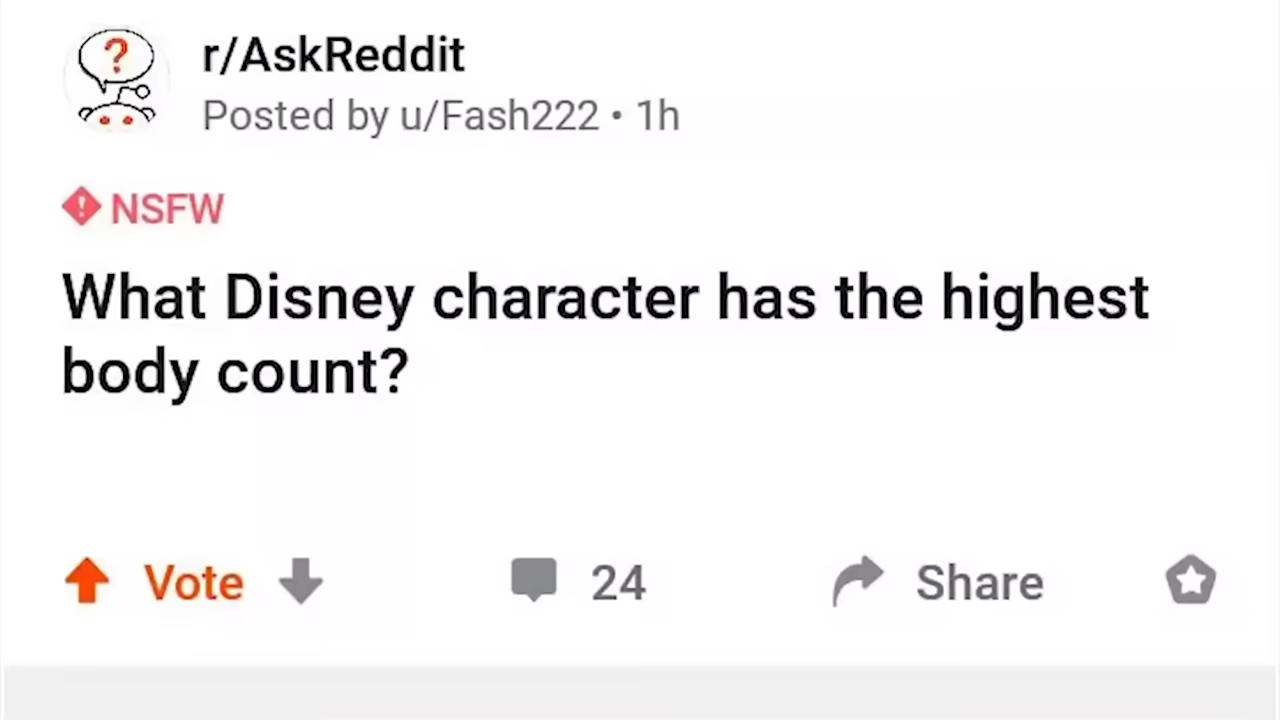 ?
r/AskReddit
Posted by u/Fash222 • 1h
! NSFW
What Disney character has the highest
body count?
Vote 24 Share